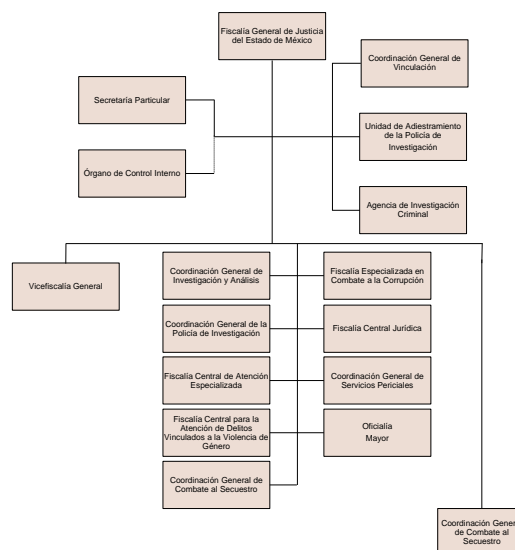 Fiscalía General de Justicia
del Estado de México
Coordinación General de
Vinculación
Secretaría Particular
Unidad de Adiestramiento
de la Policía de
Investigación
Órgano de Control Interno
Agencia de Investigación
Criminal
Vicefiscalía General
Coordinación General de
Investigación y Análisis
Fiscalía Especializada en
Combate a la Corrupción
Coordinación General de la
Policía de Investigación
Fiscalía Central Jurídica
Fiscalía Central de Atención
Especializada
Coordinación General de
Servicios Periciales
Fiscalía Central para la
Atención de Delitos
Vinculados a la Violencia de
Género
Oficialía
Mayor
Coordinación General de
Combate al Secuestro
Coordinación General
de Combate al
Secuestro